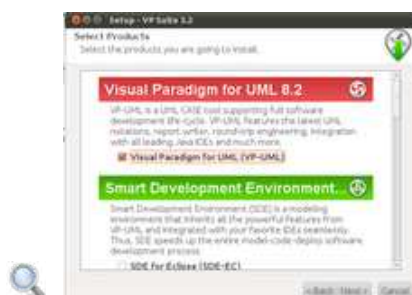 Setup - VP Suite 5.2
Select Products
Select the products you are going to install.
Visual Paradigm for UML 8.2
VP-UML is a UML CASE tool supporting full software
development life-cycle. VP-UML features the latest UML
notations, report writer, round-trip engineering, integration
with all leading Java IDEs and much more.
Visual Paradigm for UML (VP-UML)
Smart Development Environment...
Smart Development Environment (SDE) is a modeling
environment that inherits all the powerful features from
VP-UML and integrated with your favorite IDEs seamlessly.
Thus, SDE speeds up the entire model-code-deploy software
development process.
SDE for Eclipse (SDE-EC)
< Back
Next >
Cancel